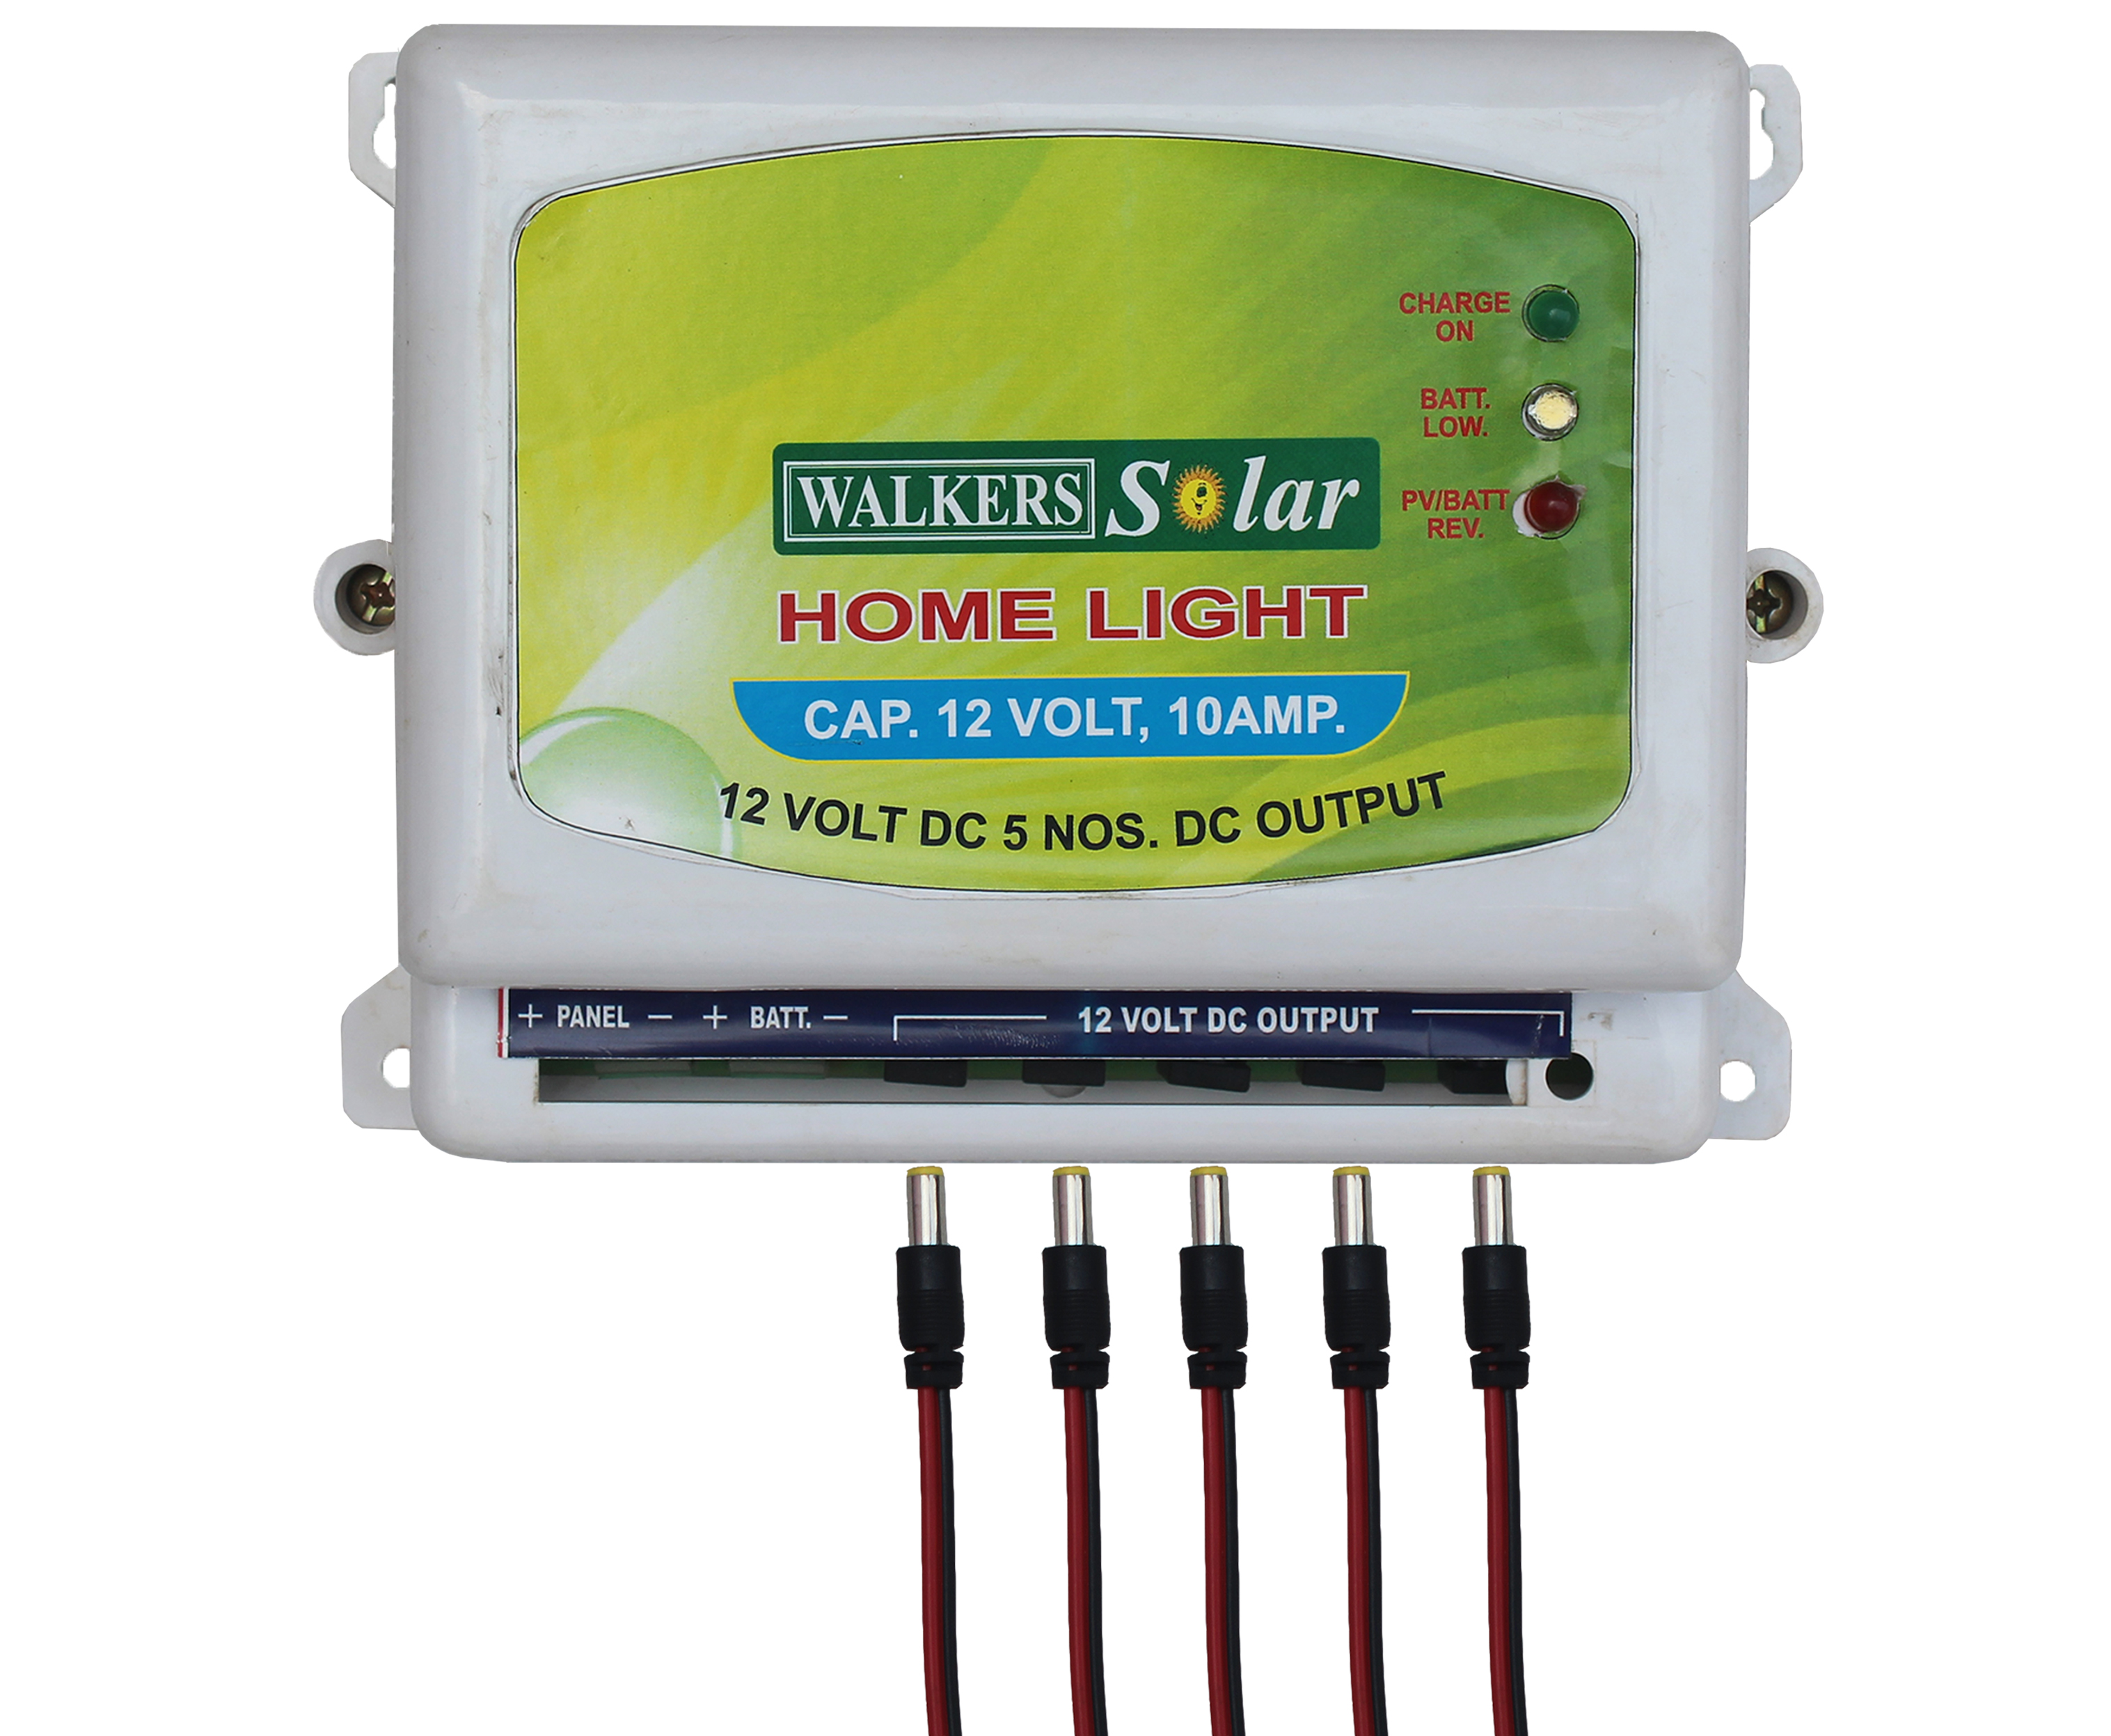 CHARGE
ON
BATT.
LOW.
PV/BATT
REV.
WALKERS Solar
HOME LIGHT
CAP. 12 VOLT, 10AMP.
12 VOLT DC 5 NOS. DC OUTPUT
+ PANEL − + BATT. − 12 VOLT DC OUTPUT